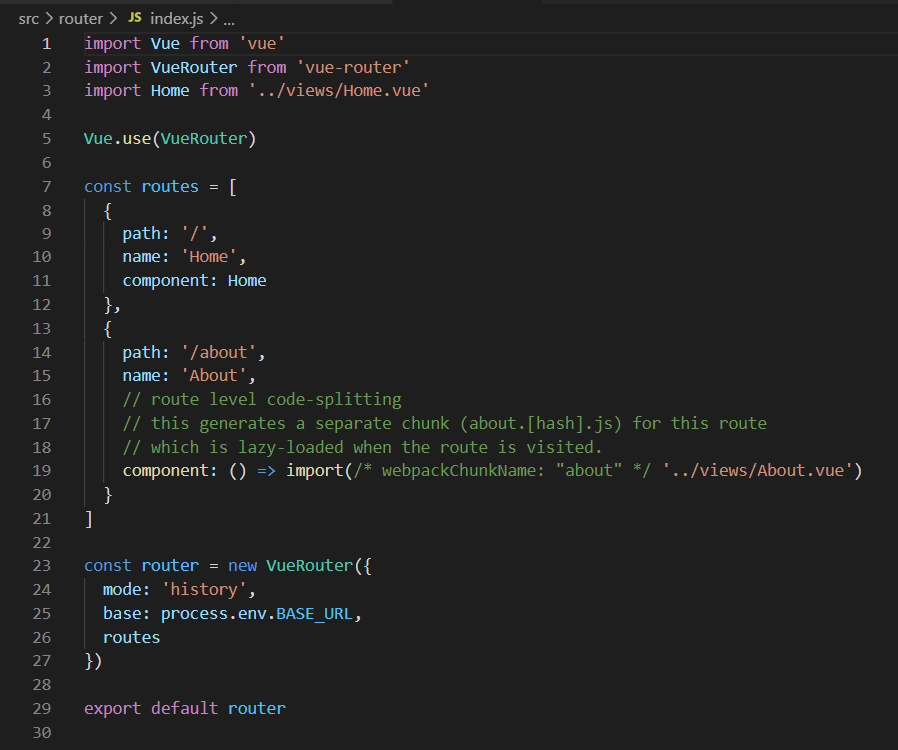 src > router > JS index.js > ...
1 import Vue from 'vue'
2 import VueRouter from 'vue-router'
3 import Home from '../views/Home.vue'
4
5 Vue.use(VueRouter)
6
7 const routes = [
8   {
9     path: '/',
10     name: 'Home',
11     component: Home
12   },
13   {
14     path: '/about',
15     name: 'About',
16     // route level code-splitting
17     // this generates a separate chunk (about.[hash].js) for this route
18     // which is lazy-loaded when the route is visited.
19     component: () => import(/* webpackChunkName: "about" */ '../views/About.vue')
20   }
21 ]
22
23 const router = new VueRouter({
24   mode: 'history',
25   base: process.env.BASE_URL,
26   routes
27 })
28
29 export default router
30